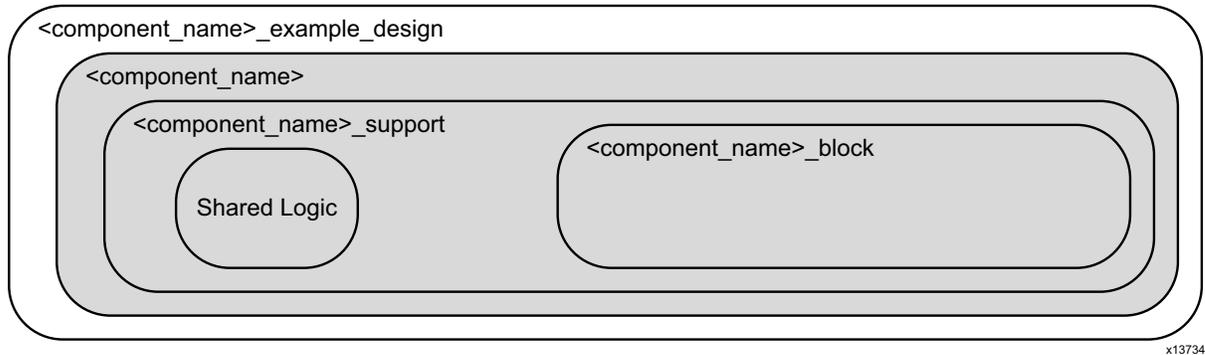 <component_name>_example_design
<component_name>
<component_name>_support
<component_name>_block
Shared Logic
x13734